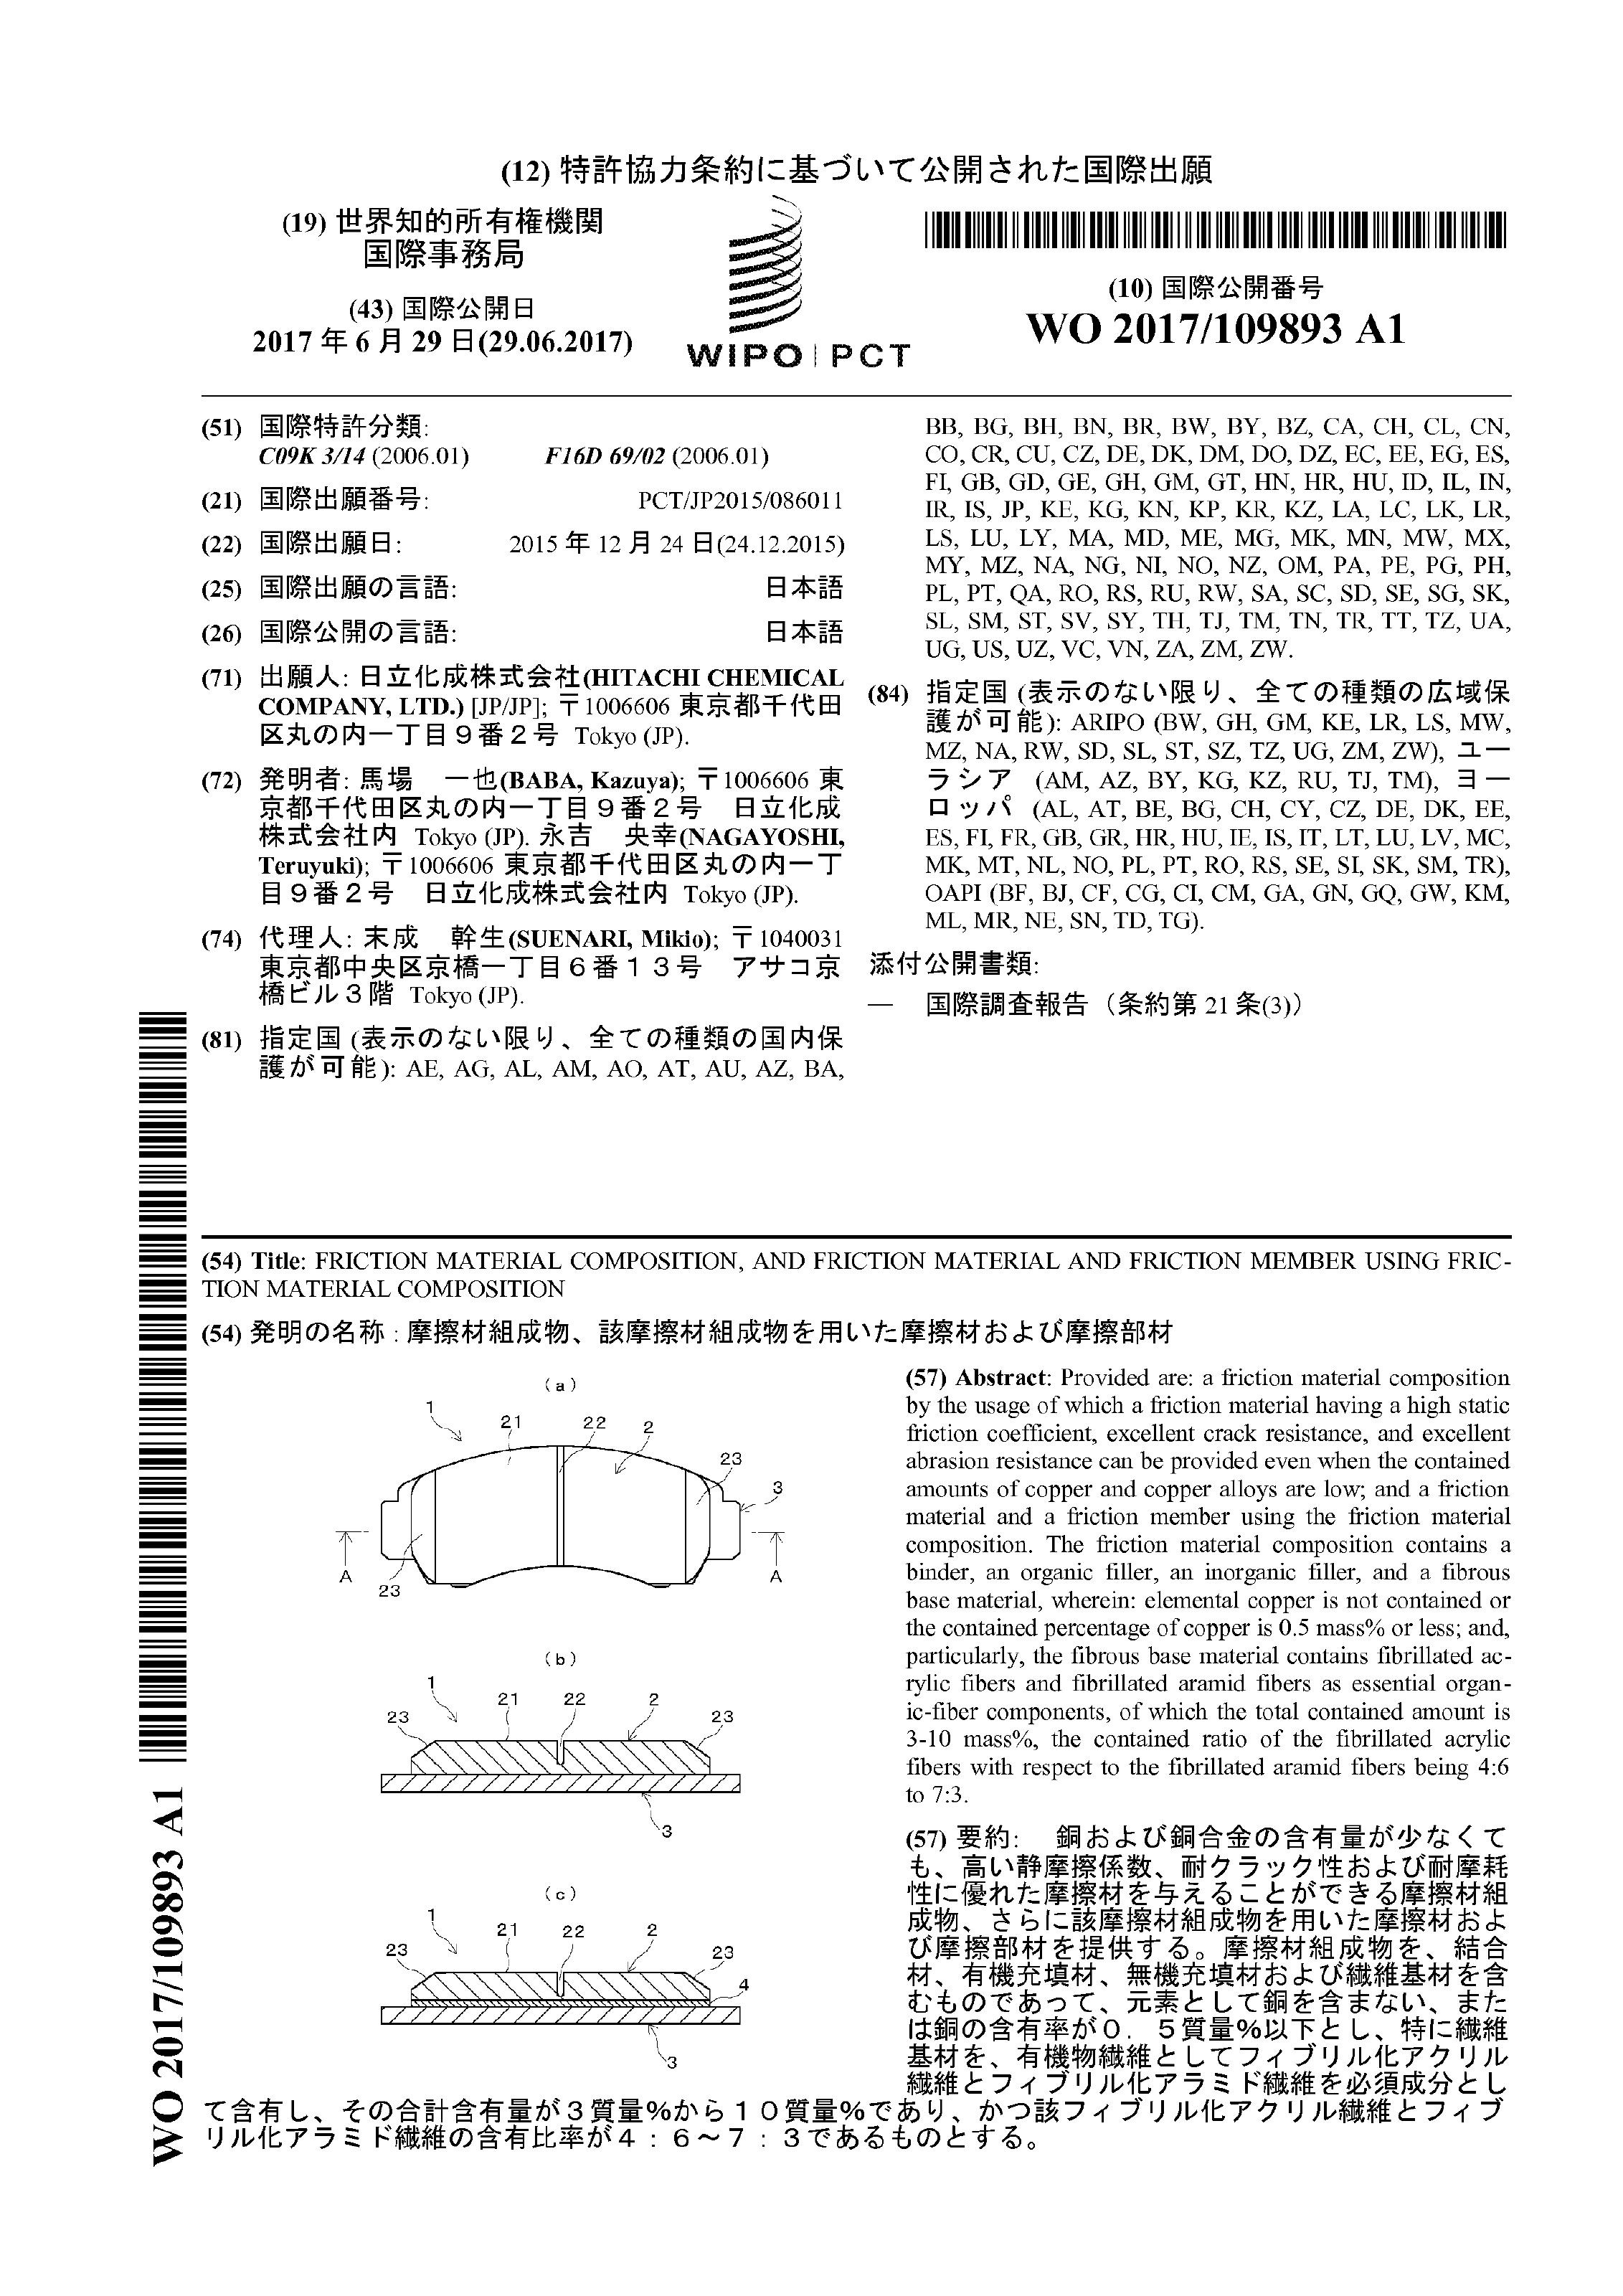 (12) 特許協力条約に基づいて公開された国際出願
(19) 世界知的所有権機関
国際事務局
(43) 国際公開日
2017 年 6 月 29 日(29.06.2017)
WIPO | PCT
(10) 国際公開番号
WO 2017/109893 A1
(51) 国際特許分類:
C09K 3/14 (2006.01) F16D 69/02 (2006.01)
(21) 国際出願番号: PCT/JP2015/086011
(22) 国際出願日: 2015 年 12 月 24 日(24.12.2015)
(25) 国際出願の言語: 日本語
(26) 国際公開の言語: 日本語
(71) 出願人: 日立化成株式会社(HITACHI CHEMICAL
COMPANY, LTD.) [JP/JP]; 〒1006606 東京都千代田
区丸の内一丁目9番2号 Tokyo (JP).
(72) 発明者: 馬場 一也(BABA, Kazuya); 〒1006606 東
京都千代田区丸の内一丁目9番2号 日立化成
株式会社内 Tokyo (JP). 永吉 央幸(NAGAYOSHI,
Teruyuki); 〒1006606 東京都千代田区丸の内一丁
目9番2号 日立化成株式会社内 Tokyo (JP).
(74) 代理人: 末成 幹生(SUENARI, Mikio); 〒1040031
東京都中央区京橋一丁目6番13号 アサコ京
橋ビル3階 Tokyo (JP).
(81) 指定国 (表示のない限り、全ての種類の国内保
護が可能): AE, AG, AL, AM, AO, AT, AU, AZ, BA,
BB, BG, BH, BN, BR, BW, BY, BZ, CA, CH, CL, CN,
CO, CR, CU, CZ, DE, DK, DM, DO, DZ, EC, EE, EG, ES,
FI, GB, GD, GE, GH, GM, GT, HN, HR, HU, ID, IL, IN,
IR, IS, JP, KE, KG, KN, KP, KR, KZ, LA, LC, LK, LR,
LS, LU, LY, MA, MD, ME, MG, MK, MN, MW, MX,
MY, MZ, NA, NG, NI, NO, NZ, OM, PA, PE, PG, PH,
PL, PT, QA, RO, RS, RU, RW, SA, SC, SD, SE, SG, SK,
SL, SM, ST, SV, SY, TH, TJ, TM, TN, TR, TT, TZ, UA,
UG, US, UZ, VC, VN, ZA, ZM, ZW.
(84) 指定国 (表示のない限り、全ての種類の広域保
護が可能): ARIPO (BW, GH, GM, KE, LR, LS, MW,
MZ, NA, RW, SD, SL, ST, SZ, TZ, UG, ZM, ZW), ユー
ラシア (AM, AZ, BY, KG, KZ, RU, TJ, TM), ヨー
ロッパ (AL, AT, BE, BG, CH, CY, CZ, DE, DK, EE,
ES, FI, FR, GB, GR, HR, HU, IE, IS, IT, LT, LU, LV, MC,
MK, MT, NL, NO, PL, PT, RO, RS, SE, SI, SK, SM, TR),
OAPI (BF, BJ, CF, CG, CI, CM, GA, GN, GQ, GW, KM,
ML, MR, NE, SN, TD, TG).
添付公開書類:
— 国際調査報告 (条約第 21 条(3))
(54) Title: FRICTION MATERIAL COMPOSITION, AND FRICTION MATERIAL AND FRICTION MEMBER USING FRIC-
TION MATERIAL COMPOSITION
(54) 発明の名称 : 摩擦材組成物、該摩擦材組成物を用いた摩擦材および摩擦部材
(a)
1
21
22
2
23
3
A
23
A
(b)
1
21
22
2
23
23
3
(c)
1
21
22
2
23
23
4
3
(57) Abstract: Provided are: a friction material composition
by the usage of which a friction material having a high static
friction coefficient, excellent crack resistance, and excellent
abrasion resistance can be provided even when the contained
amounts of copper and copper alloys are low; and a friction
material and a friction member using the friction material
composition. The friction material composition contains a
binder, an organic filler, an inorganic filler, and a fibrous
base material, wherein: elemental copper is not contained or
the contained percentage of copper is 0.5 mass% or less; and,
particularly, the fibrous base material contains fibrillated ac-
rylic fibers and fibrillated aramid fibers as essential organ-
ic-fiber components, of which the total contained amount is
3-10 mass%, the contained ratio of the fibrillated acrylic
fibers with respect to the fibrillated aramid fibers being 4:6
to 7:3.
(57) 要約: 銅および銅合金の含有量が少なくて
も、高い静摩擦係数、耐クラック性および耐摩耗
性に優れた摩擦材を与えることができる摩擦材組
成物、さらに該摩擦材組成物を用いた摩擦材およ
び摩擦部材を提供する。摩擦材組成物を、結合
材、有機充填材、無機充填材および繊維基材を含
むものであって、元素として銅を含まない、また
は銅の含有率が0.5質量%以下とし、特に繊維
基材を、有機物繊維としてフィブリル化アクリル
繊維とフィブリル化アラミド繊維を必須成分とし
て含有し、その合計含有量が3質量%から10質量%であり、かつ該フィブリル化アクリル繊維とフィブ
リル化アラミド繊維の含有比率が4:6~7:3であるものとする。
WO 2017/109893 A1